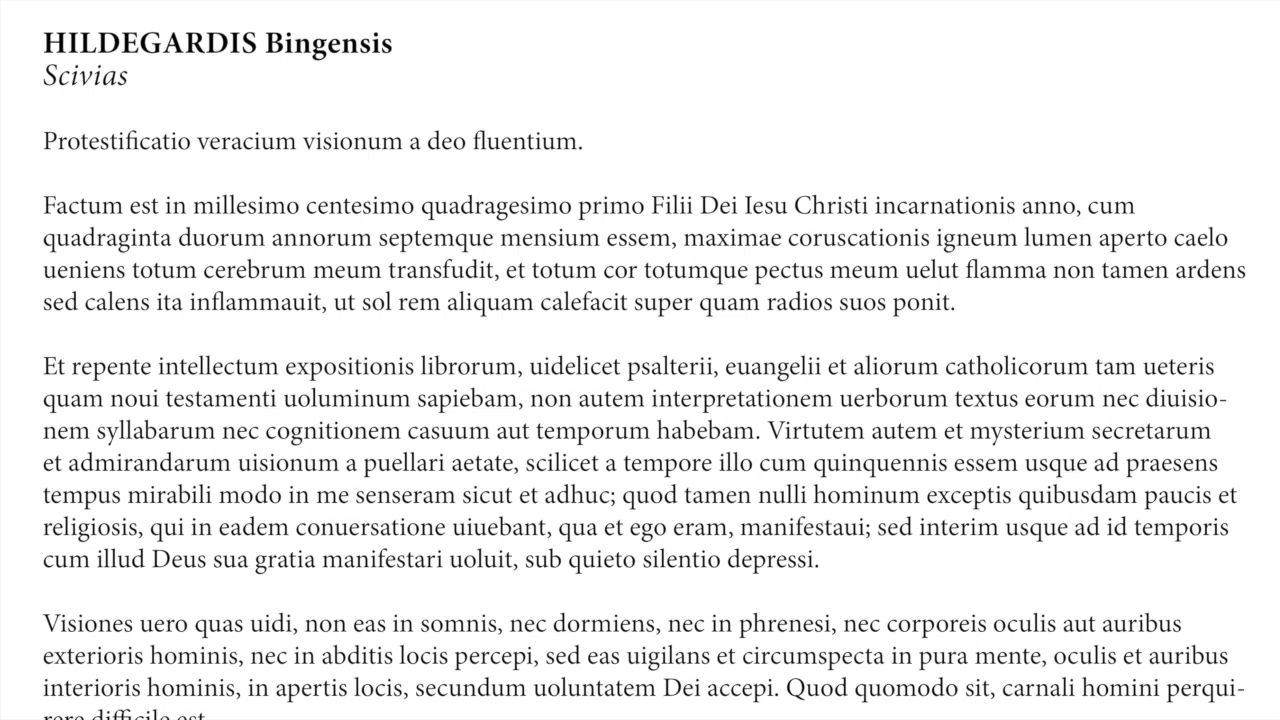 HILDEGARDIS Bingensis
Scivias
Protestificatio veracium visionum a deo fluentium.
Factum est in millesimo centesimo quadragesimo primo Filii Dei Iesu Christi incarnationis anno, cum
quadraginta duorum annorum septemque mensium essem, maximae coruscationis igneum lumen aperto caelo
ueniens totum cerebrum meum transfudit, et totum cor totumque pectus meum uelut flamma non tamen ardens
sed calens ita inflammauit, ut sol rem aliquam calefacit super quam radios suos ponit.
Et repente intellectum expositionis librorum, uidelicet psalterii, euangelii et aliorum catholicorum tam ueteris
quam noui testamenti uoluminum sapiebam, non autem interpretationem uerborum textus eorum nec diuisio-
nem syllabarum nec cognitionem casuum aut temporum habebam. Virtutem autem et mysterium secretarum
et admirandarum uisionum a puellari aetate, scilicet a tempore illo cum quinquennis essem usque ad praesens
tempus mirabili modo in me senseram sicut et adhuc; quod tamen nulli hominum exceptis quibusdam paucis et
religiosis, qui in eadem conuersatione uiuebant, qua et ego eram, manifestaui; sed interim usque ad id temporis
cum illud Deus sua gratia manifestari uoluit, sub quieto silentio depressi.
Visiones uero quas uidi, non eas in somnis, nec dormiens, nec in phrenesi, nec corporeis oculis aut auribus
exterioris hominis, nec in abditis locis percepi, sed eas uigilans et circumspecta in pura mente, oculis et auribus
interioris hominis, in apertis locis, secundum uoluntatem Dei accepi. Quod quomodo sit, carnali homini perqui-
rere difficile est.